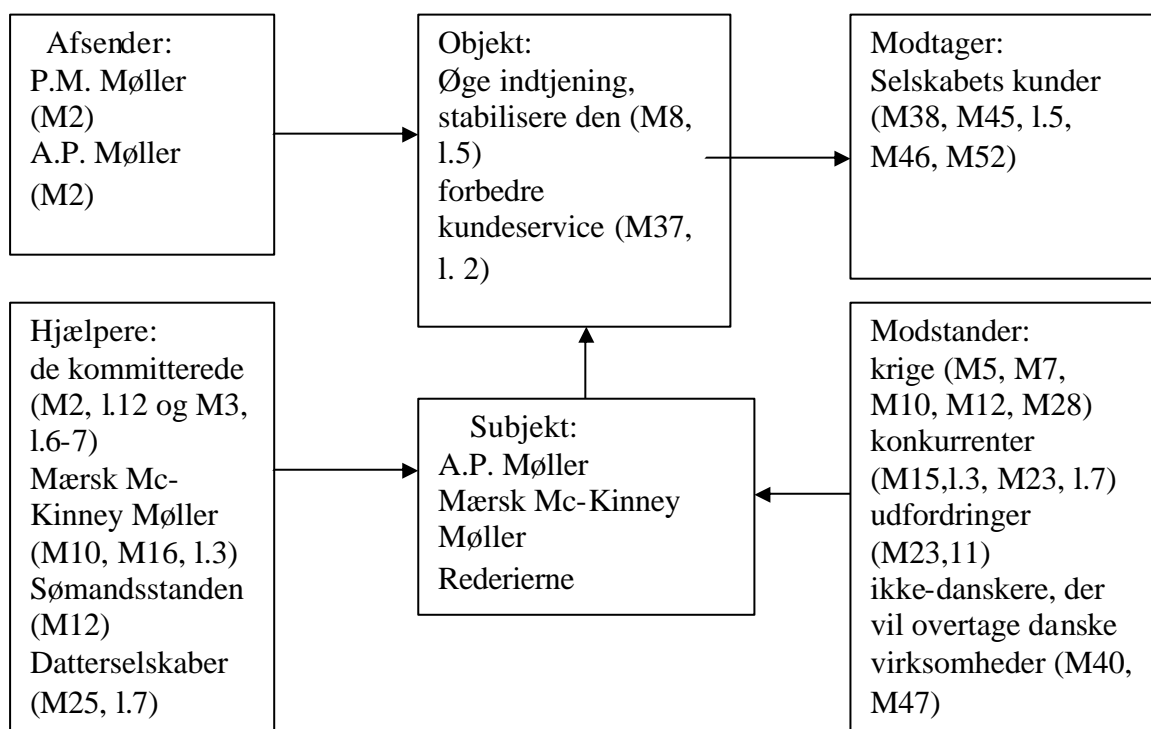 Afsender:
P.M. Møller
(M2)
A.P. Møller
(M2)
Objekt:
Øge indtjening,
stabilisere den (M8,
l.5)
forbedre
kundeservice (M37,
l. 2)
Modtager:
Selskabets kunder
(M38, M45, l.5,
M46, M52)
Hjælpere:
de kommitterede
(M2, l.12 og M3,
l.6-7)
Mærsk Mc-
Kinney Møller
(M10, M16, l.3)
Sømandsstanden
(M12)
Datterselskaber
(M25, l.7)
Subjekt:
A.P. Møller
Mærsk Mc-Kinney
Møller
Rederierne
Modstander:
krige (M5, M7,
M10, M12, M28)
konkurrenter
(M15,l.3, M23, l.7)
udfordringer
(M23,11)
ikke-danskere, der
vil overtage danske
virksomheder (M40,
M47)